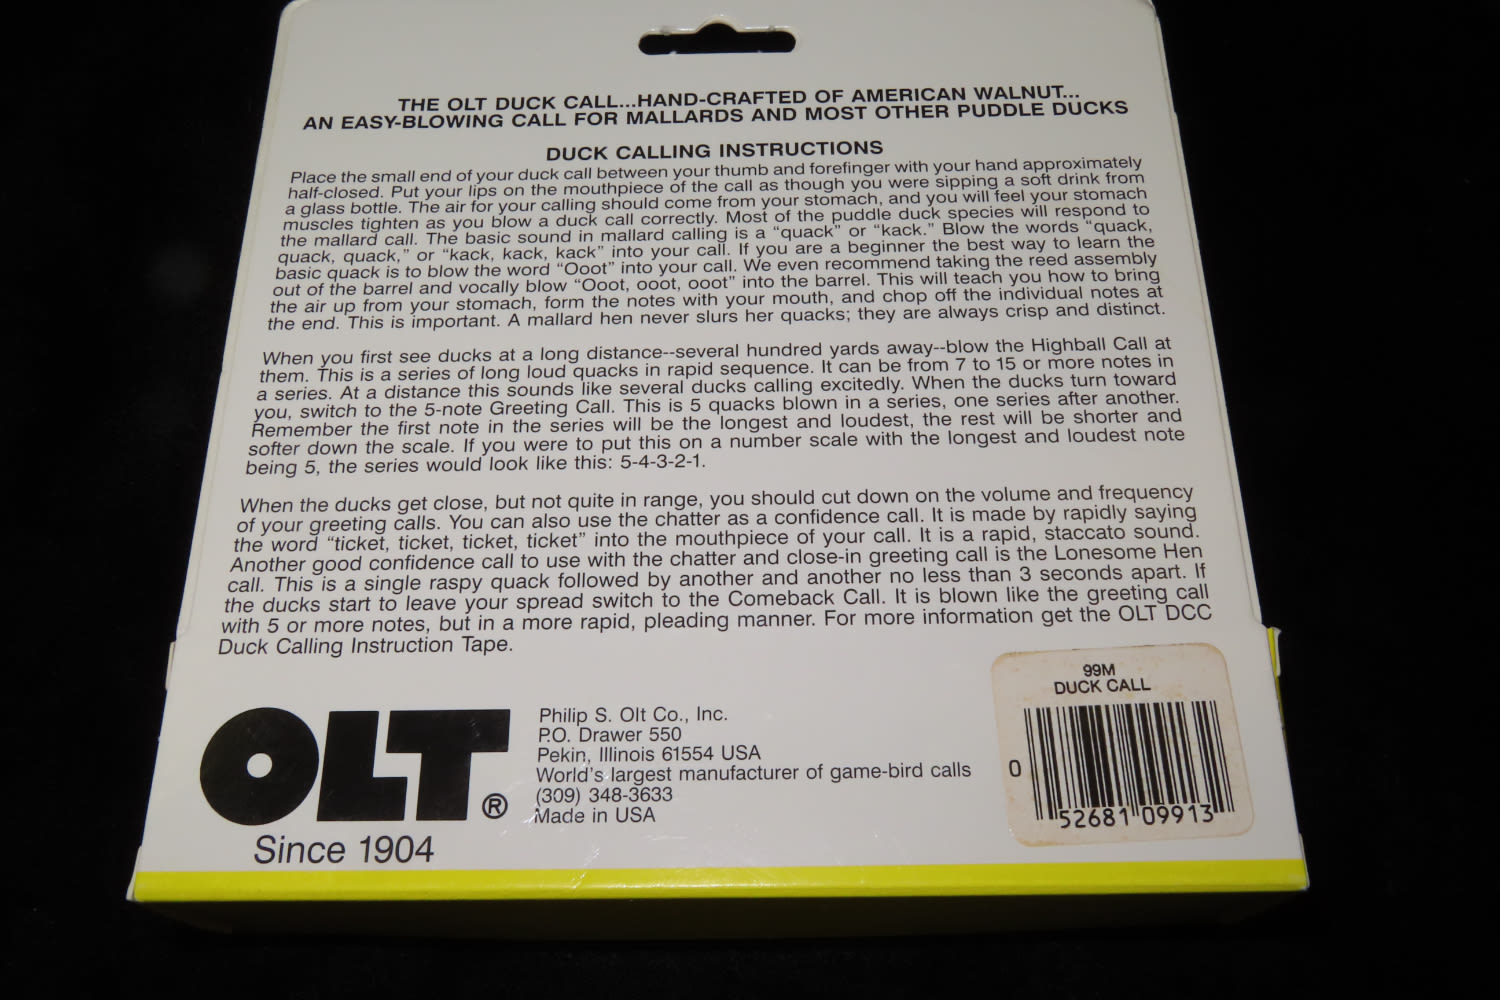 THE OLT DUCK CALL...HAND-CRAFTED OF AMERICAN WALNUT...
AN EASY-BLOWING CALL FOR MALLARDS AND MOST OTHER PUDDLE DUCKS
DUCK CALLING INSTRUCTIONS
Place the small end of your duck call between your thumb and forefinger with your hand approximately
half-closed. Put your lips on the mouthpiece of the call as though you were sipping a soft drink from
a glass bottle. The air for your calling should come from your stomach, and you will feel your stomach
muscles tighten as you blow a duck call correctly. Most of the puddle duck species will respond to
the mallard call. The basic sound in mallard calling is a “quack” or “kack.” Blow the words “quack,
quack, quack,” or “kack, kack, kack” into your call. If you are a beginner the best way to learn the
basic quack is to blow the word “Ooot” into your call. We even recommend taking the reed assembly
out of the barrel and vocally blow “Ooot, ooot, ooot” into the barrel. This will teach you how to bring
the air up from your stomach, form the notes with your mouth, and chop off the individual notes at
the end. This is important. A mallard hen never slurs her quacks; they are always crisp and distinct.
When you first see ducks at a long distance--several hundred yards away--blow the Highball Call at
them. This is a series of long loud quacks in rapid sequence. It can be from 7 to 15 or more notes in
a series. At a distance this sounds like several ducks calling excitedly. When the ducks turn toward
you, switch to the 5-note Greeting Call. This is 5 quacks blown in a series, one series after another.
Remember the first note in the series will be the longest and loudest, the rest will be shorter and
softer down the scale. If you were to put this on a number scale with the longest and loudest note
being 5, the series would look like this: 5-4-3-2-1.
When the ducks get close, but not quite in range, you should cut down on the volume and frequency
of your greeting calls. You can also use the chatter as a confidence call. It is made by rapidly saying
the word “ticket, ticket, ticket, ticket” into the mouthpiece of your call. It is a rapid, staccato sound.
Another good confidence call to use with the chatter and close-in greeting call is the Lonesome Hen
call. This is a single raspy quack followed by another and another no less than 3 seconds apart. If
the ducks start to leave your spread switch to the Comeback Call. It is blown like the greeting call
with 5 or more notes, but in a more rapid, pleading manner. For more information get the OLT DCC
Duck Calling Instruction Tape.
OLT®
Since 1904
Philip S. Olt Co., Inc.
P.O. Drawer 550
Pekin, Illinois 61554 USA
World's largest manufacturer of game-bird calls
(309) 348-3633
Made in USA
99M
DUCK CALL
0 52681 09913